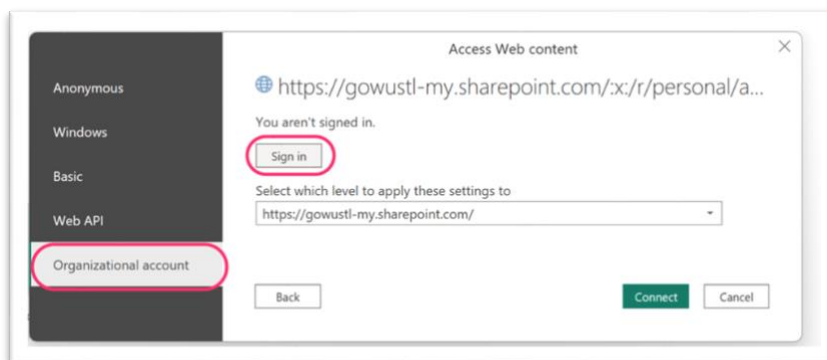 Access Web content
Anonymous
Windows
Basic
Web API
Organizational account
https://gowustl-my.sharepoint.com/:x:/r/personal/a...
You aren't signed in.
Sign in
Select which level to apply these settings to
https://gowustl-my.sharepoint.com/
Back
Connect
Cancel